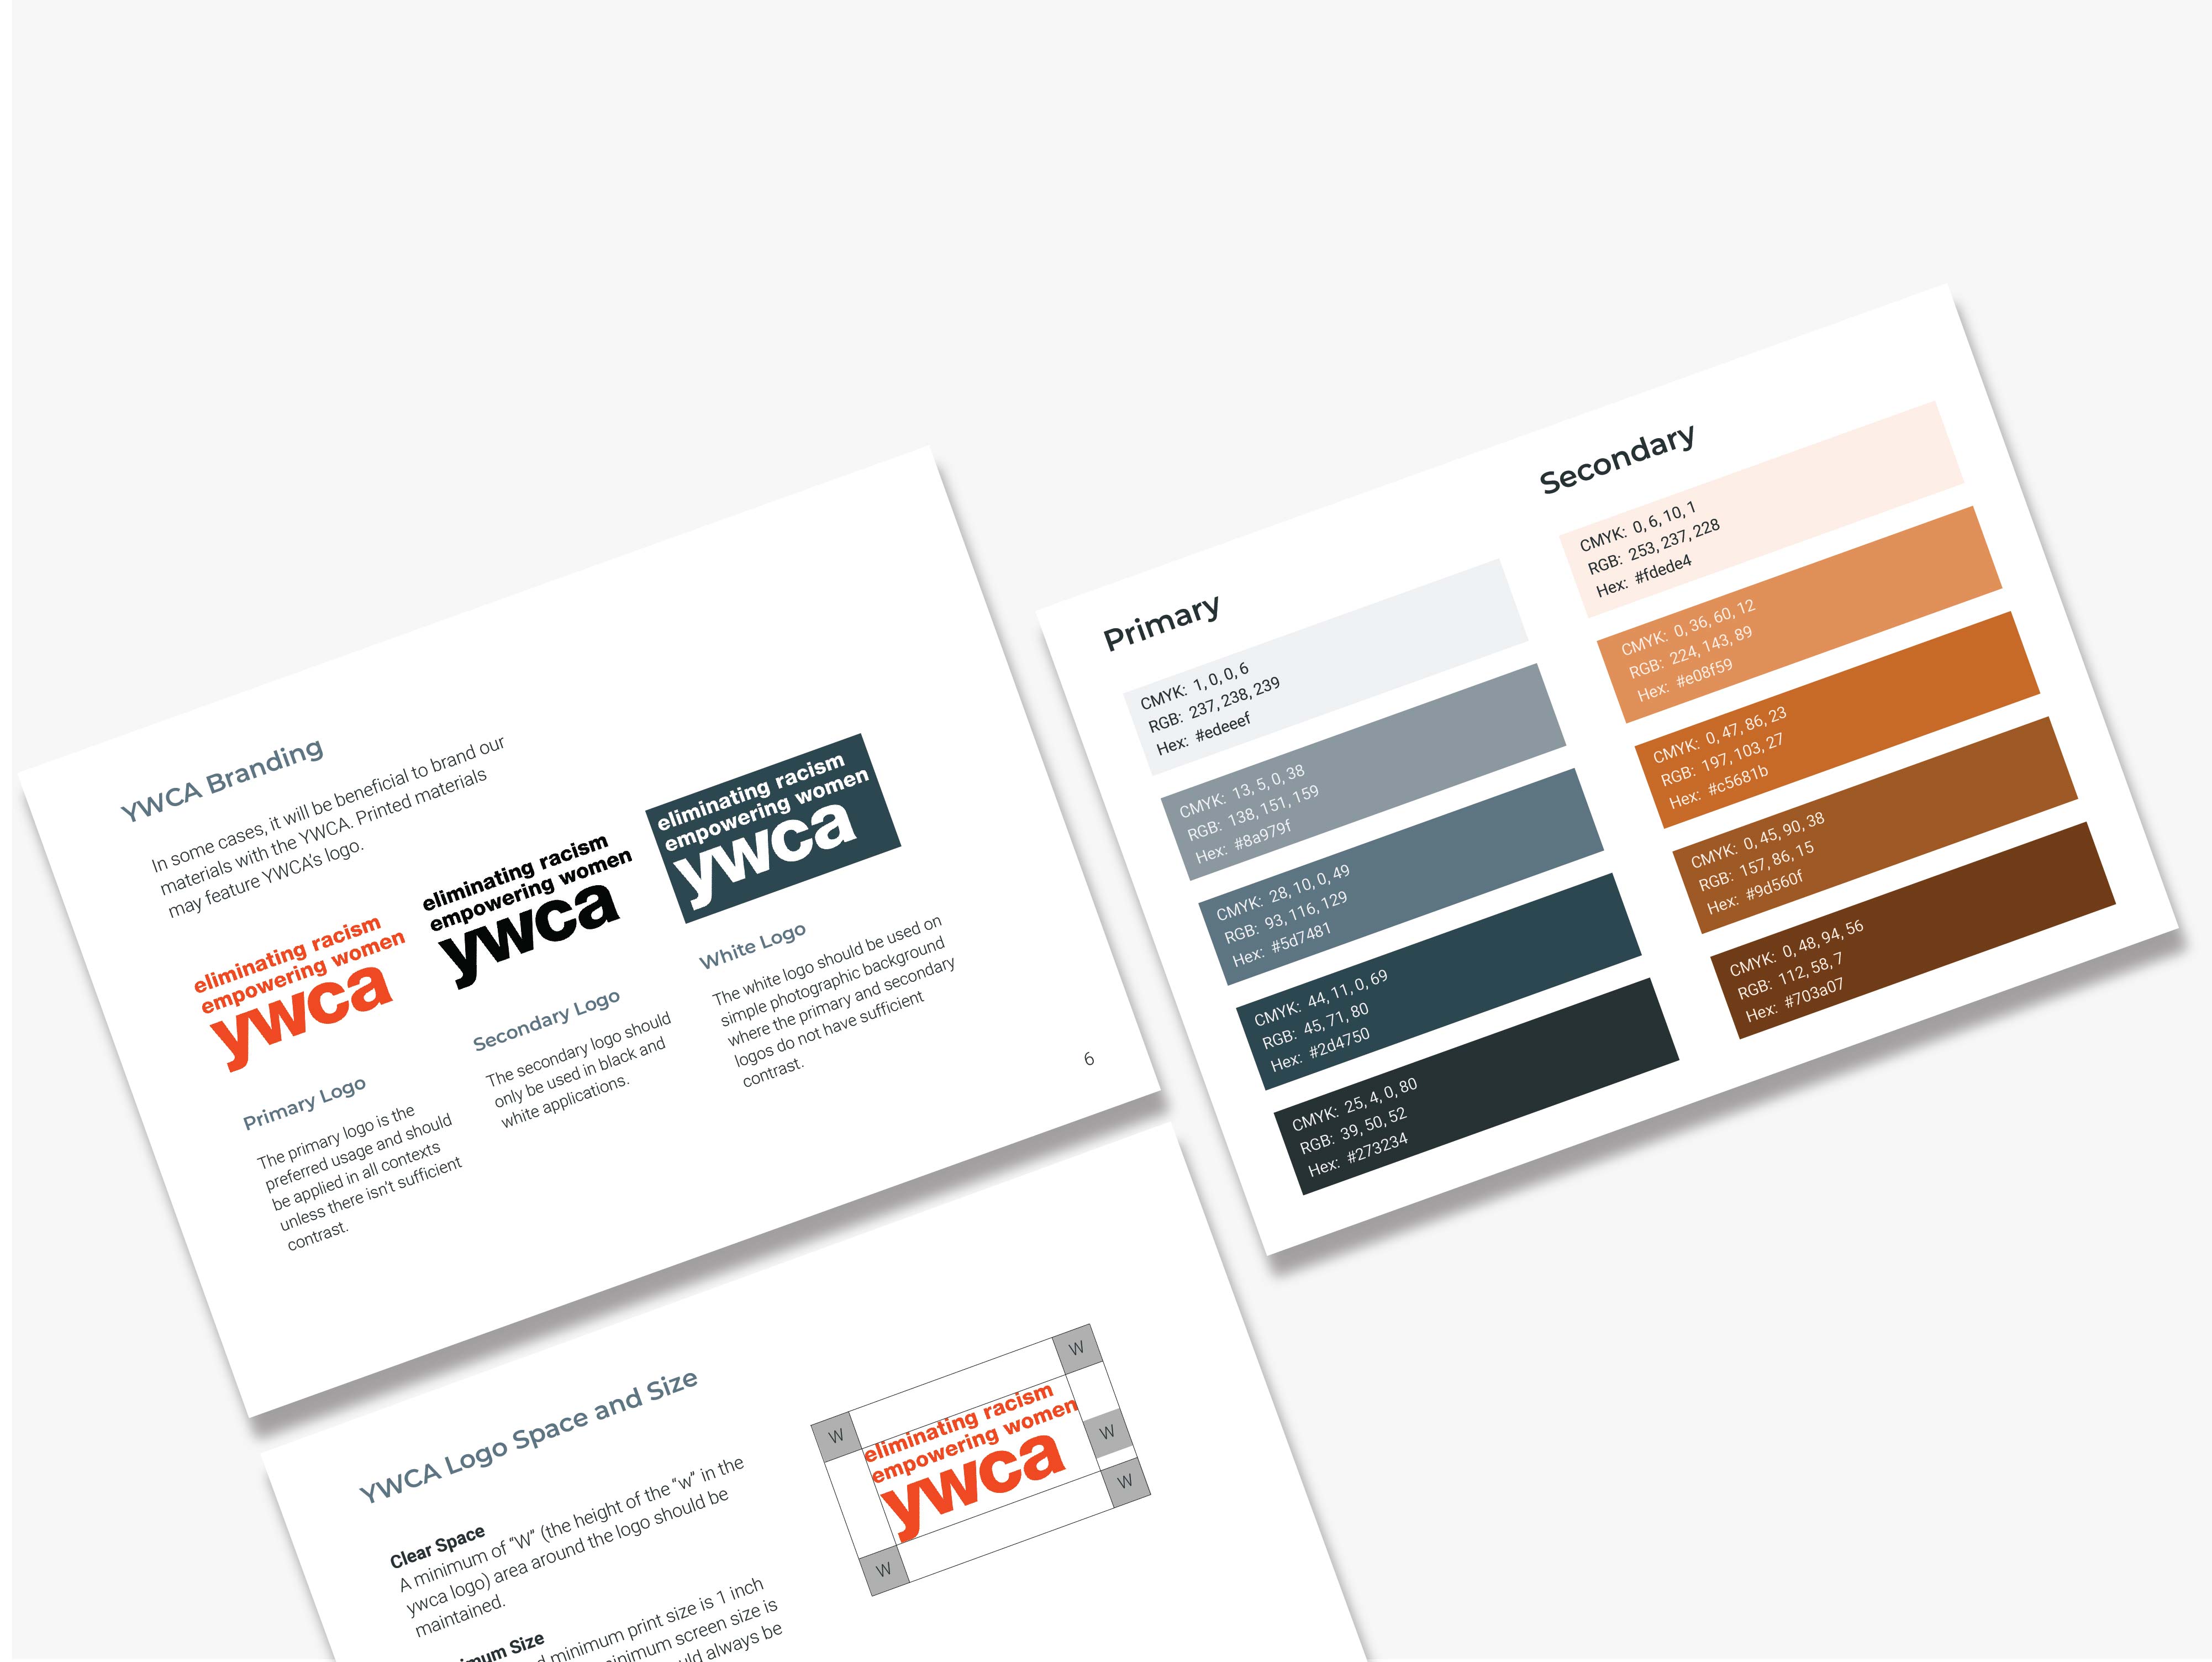 YWCA Branding
In some cases, it will be beneficial to brand our
materials with the YWCA. Printed materials
may feature YWCA's logo.
eliminating racism
empowering women
ywca
Primary Logo
The primary logo is the
preferred usage and should
be applied in all contexts
unless there isn't sufficient
contrast.
eliminating racism
empowering women
ywca
Secondary Logo
The secondary logo should
only be used in black and
white applications.
eliminating racism
empowering women
ywca
White Logo
The white logo should be used on
simple photographic background
where the primary and secondary
logos do not have sufficient
contrast.
6
Primary
CMYK: 1, 0, 0, 6
RGB: 237, 238, 239
Hex: #edeeef
CMYK: 13, 5, 0, 38
RGB: 138, 151, 159
Hex: #8a979f
CMYK: 28, 10, 0, 49
RGB: 93, 116, 129
Hex: #5d7481
CMYK: 44, 11, 0, 69
RGB: 45, 71, 80
Hex: #2d4750
CMYK: 25, 4, 0, 80
RGB: 39, 50, 52
Hex: #273234
Secondary
CMYK: 0, 6, 10, 1
RGB: 253, 237, 228
Hex: #fdede4
CMYK: 0, 36, 60, 12
RGB: 224, 143, 89
Hex: #e08f59
CMYK: 0, 47, 86, 23
RGB: 197, 103, 27
Hex: #c5681b
CMYK: 0, 45, 90, 38
RGB: 157, 86, 15
Hex: #9d560f
CMYK: 0, 48, 94, 56
RGB: 112, 58, 7
Hex: #703a07
YWCA Logo Space and Size
Clear Space
A minimum of "W" (the height of the "w" in the
ywca logo) area around the logo should be
maintained.
Size
minimum print size is 1 inch
screen size is
always be
W
W
W
W
W
eliminating racism
empowering women
ywca